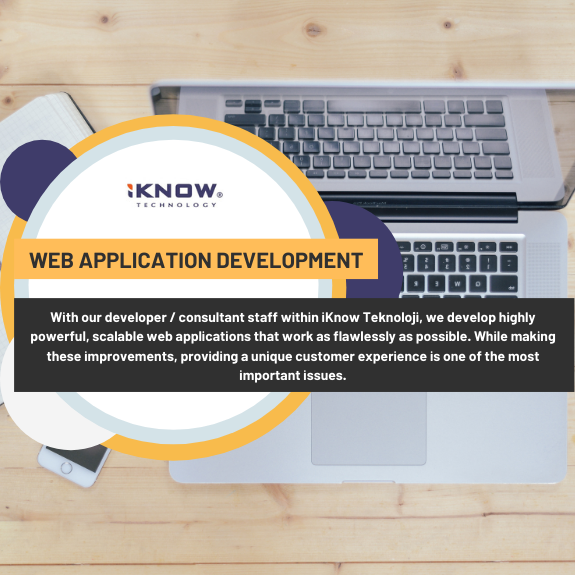 iKNOW®
TECHNOLOGY
WEB APPLICATION DEVELOPMENT
With our developer / consultant staff within iKnow Teknoloji, we develop highly
powerful, scalable web applications that work as flawlessly as possible. While making
these improvements, providing a unique customer experience is one of the most
important issues.